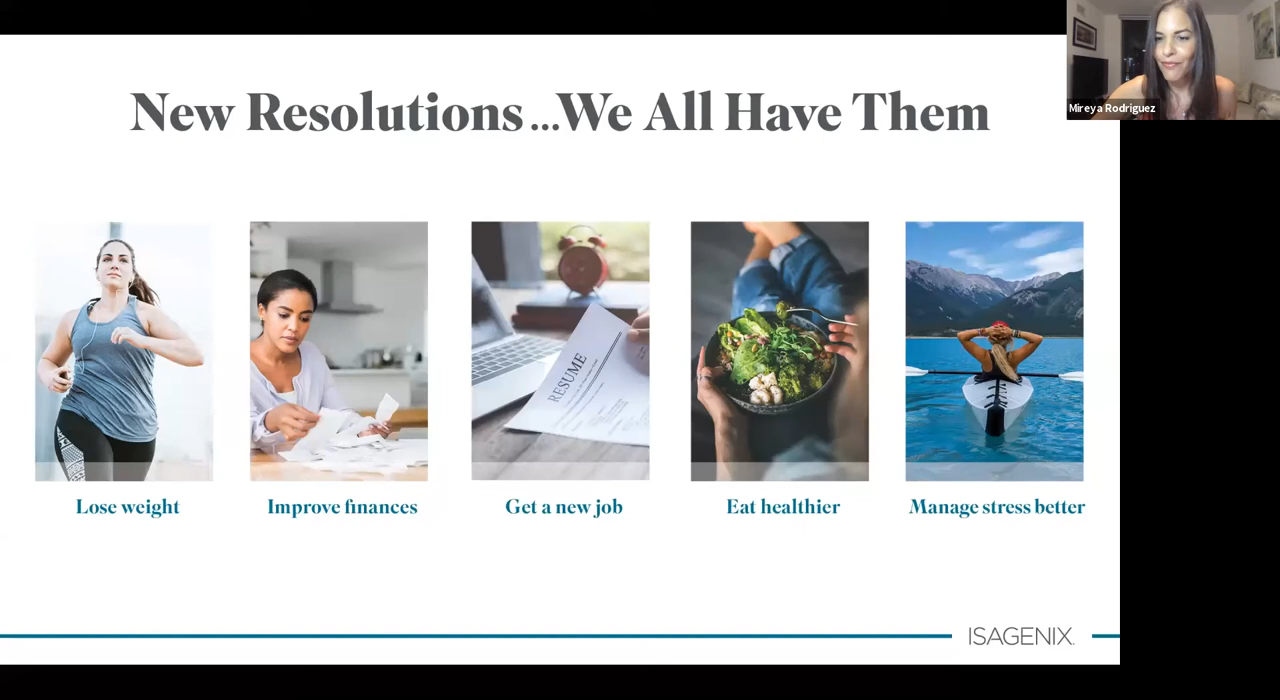 New Resolutions...We All Have Them
Mireya Rodriguez
RESUME
Lose weight
Improve finances
Get a new job
Eat healthier
Manage stress better
ISAGENIX.